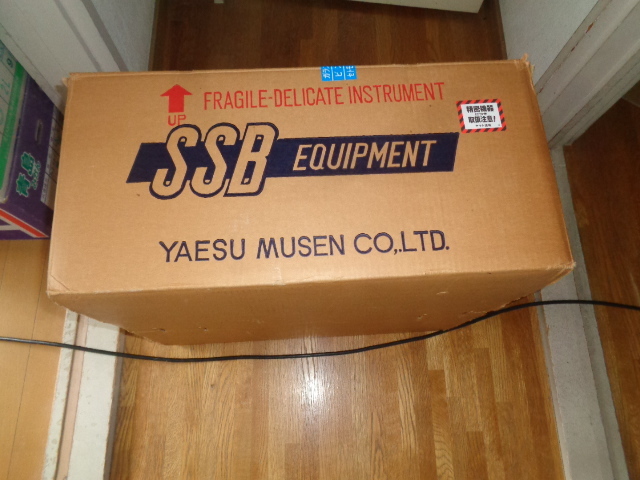 FRAGILE-DELICATE INSTRUMENT
UP
SSB EQUIPMENT
YAESU MUSEN CO,.LTD.
精密機器
取扱注意!